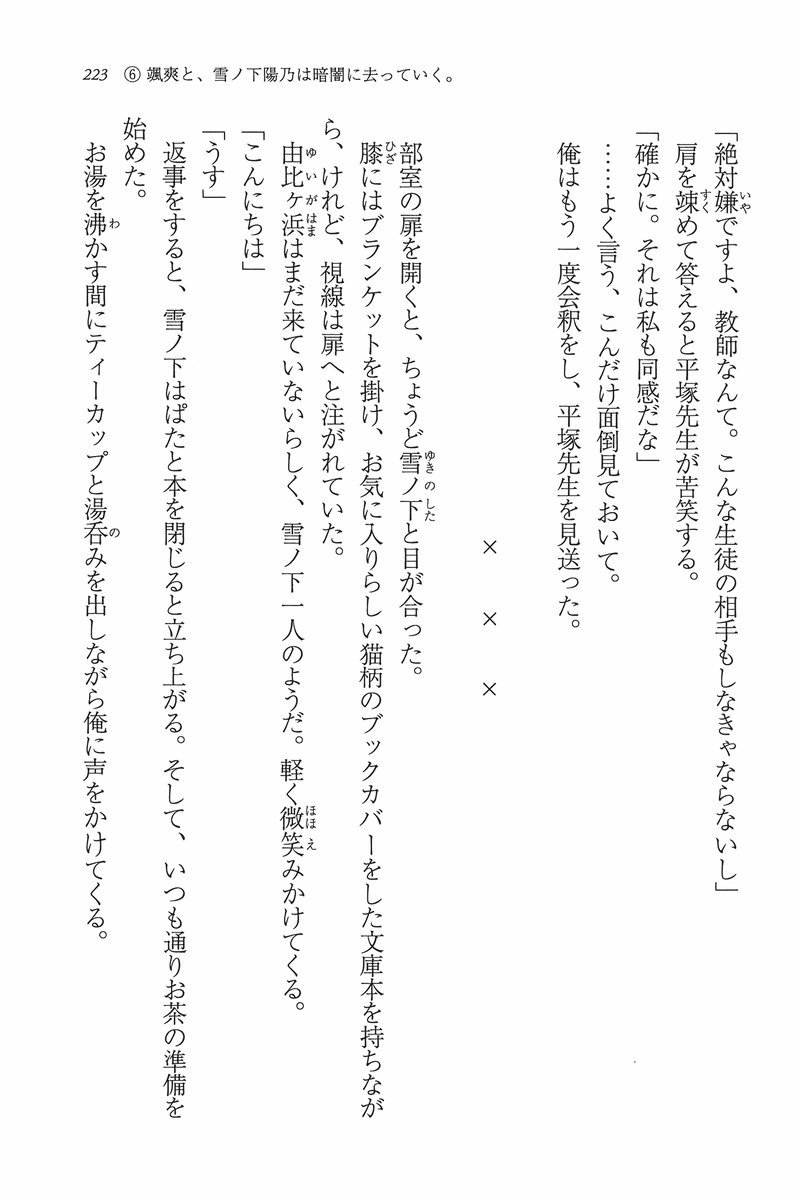 223 ⑥ 颯爽と、雪ノ下陽乃は暗闇に去っていく。
「絶対嫌ですよ、教師なんて。こんな生徒の相手もしなきゃならないし」
肩を竦めて答えると平塚先生が苦笑する。
「確かに。それは私も同感だな」
……よく言う、こんだけ面倒見ておいて。
俺はもう一度会釈をし、平塚先生を見送った。
×　×　×
部室の扉を開くと、ちょうど雪ノ下と目が合った。
膝にはブランケットを掛け、お気に入りらしい猫柄のブックカバーをした文庫本を持ちなが
ら、けれど、視線は扉へと注がれていた。
由比ヶ浜はまだ来ていないらしく、雪ノ下一人のようだ。軽く微笑みかけてくる。
「こんにちは」
「うす」
返事をすると、雪ノ下はぱたと本を閉じると立ち上がる。そして、いつも通りお茶の準備を
始めた。
お湯を沸かす間にティーカップと湯呑みを出しながら俺に声をかけてくる。